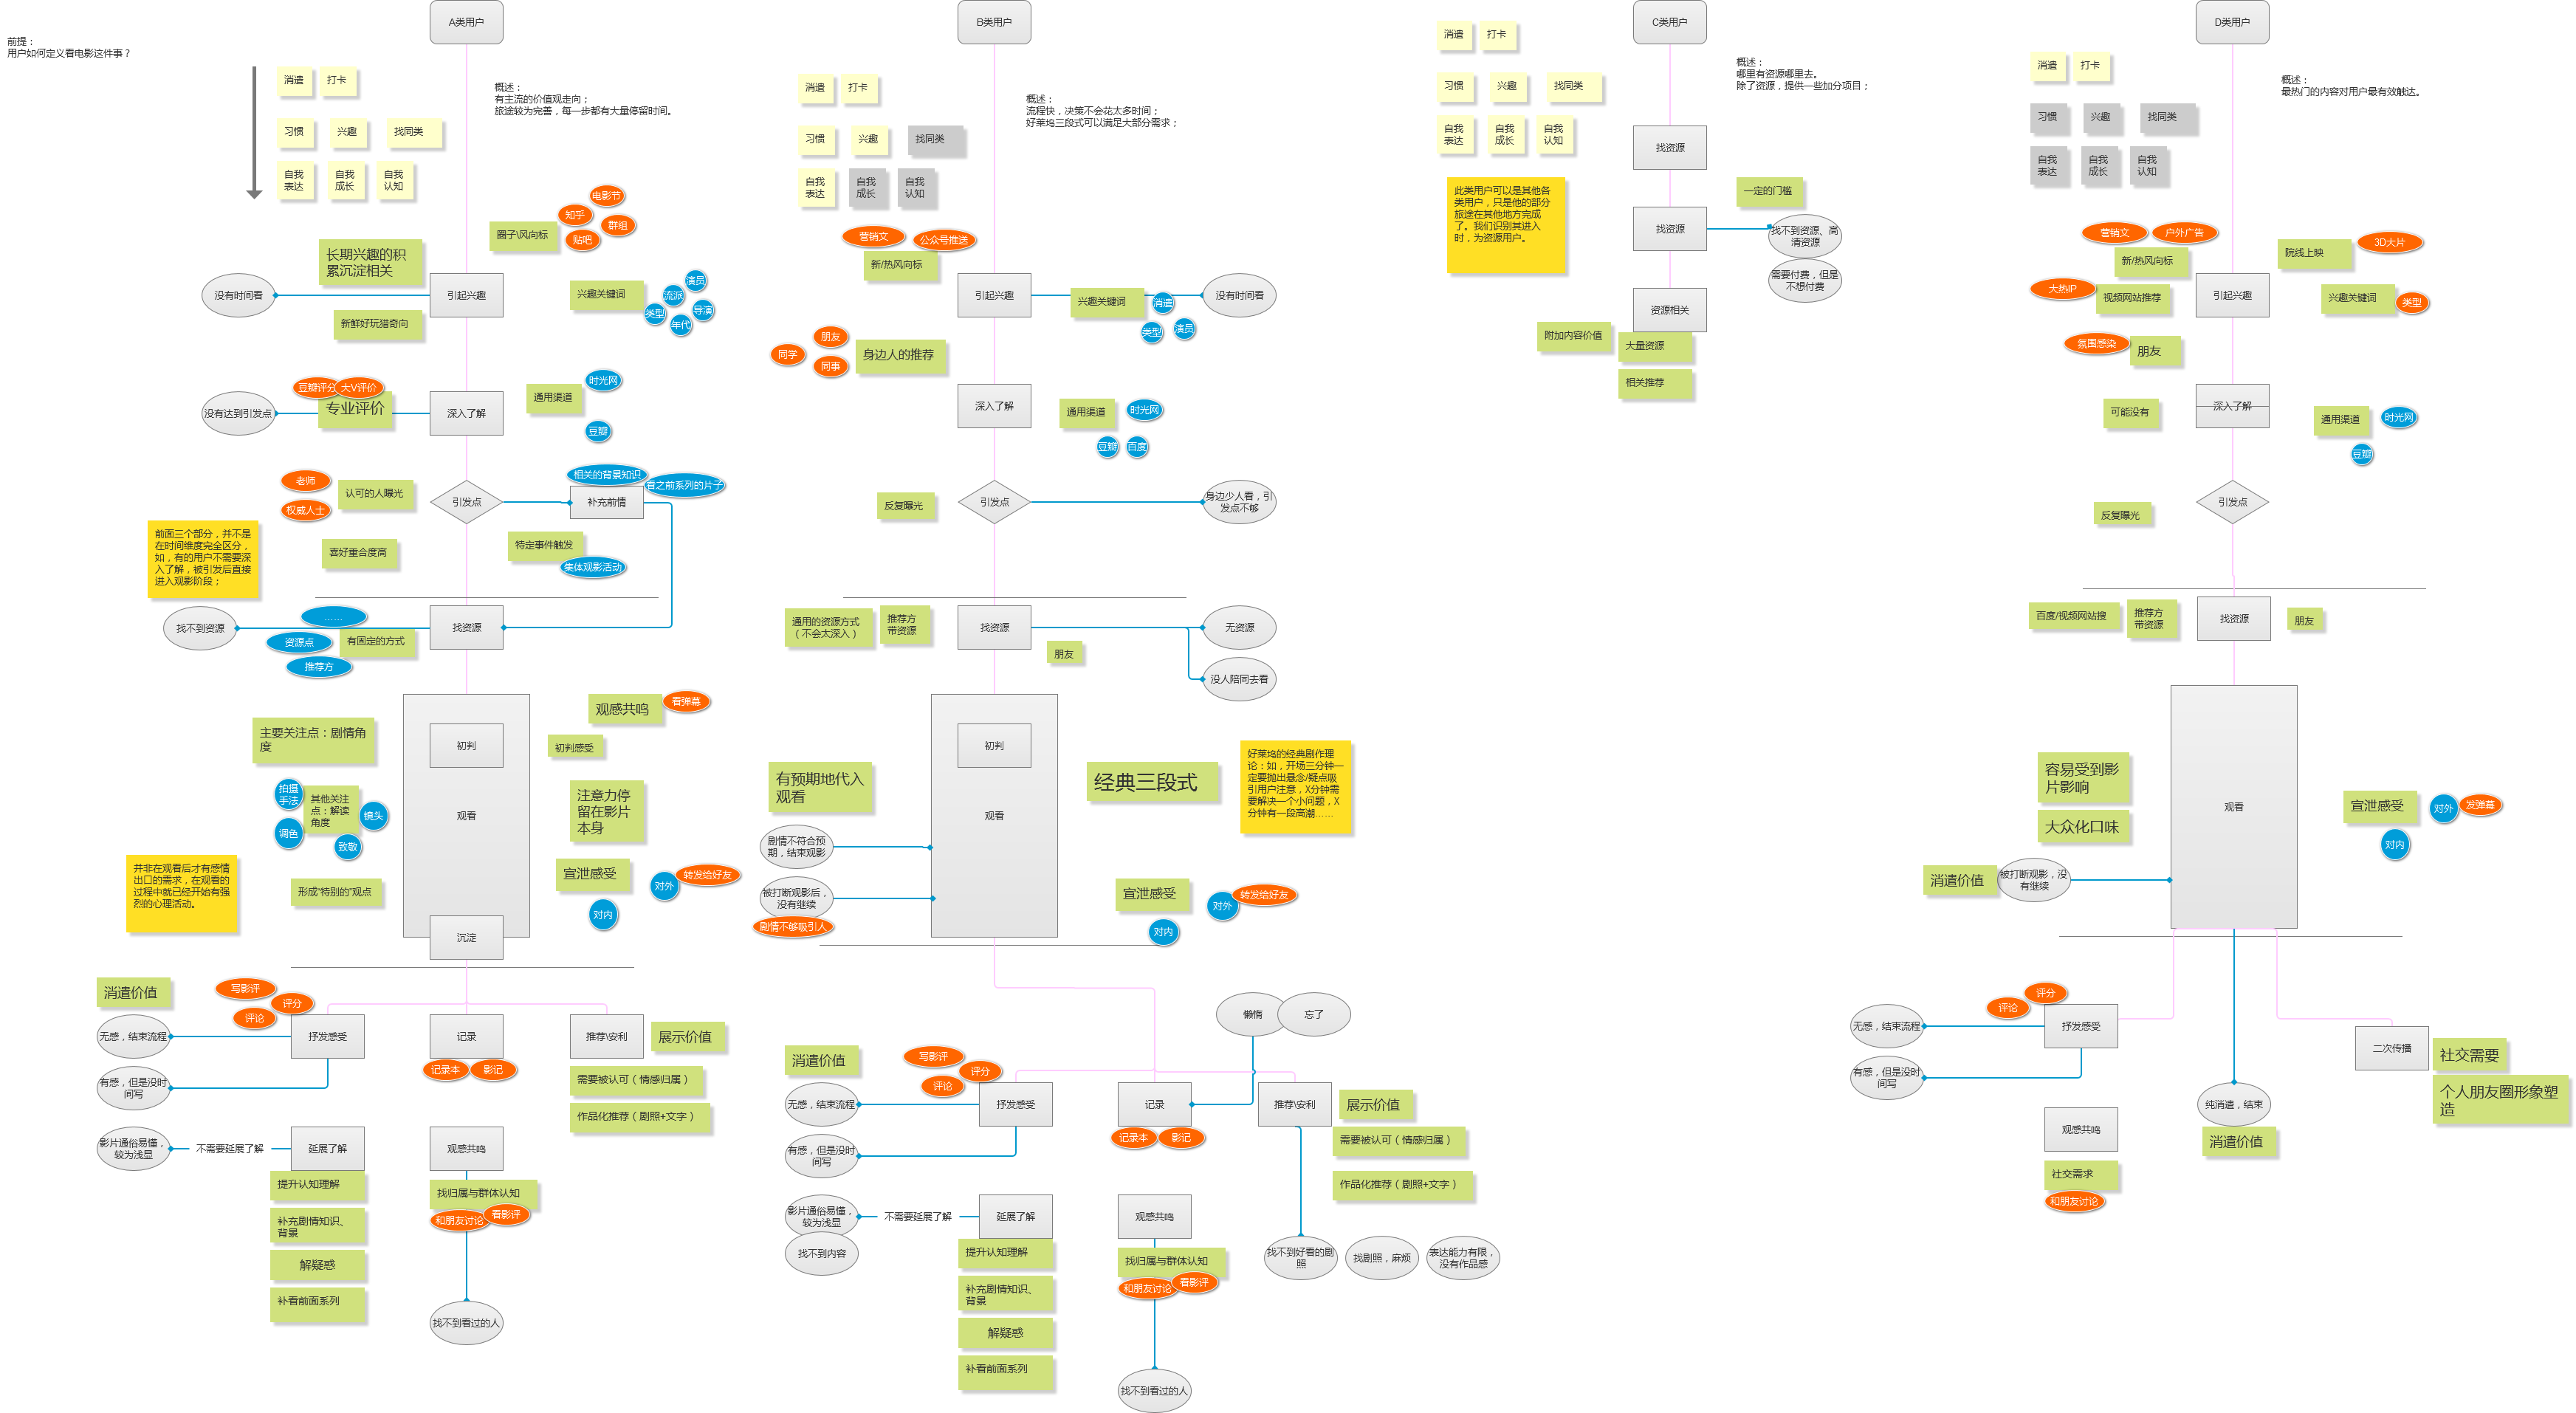 前提：
用户如何定义看电影这件事？
A类用户
消遣
打卡
概述：
有主流的价值观走向；
旅途较为完善，每一步都有大量停留时间。
习惯
兴趣
找同类
自我
表达
自我
成长
自我
认知
电影节
知乎
群组
圈子\风向标
贴吧
长期兴趣的积
累沉淀相关
没有时间看
引起兴趣
兴趣关键词
演员
流派
导演
类型
年代
新鲜好玩猎奇向
豆瓣评分
大V评价
专业评价
没有达到引发点
深入了解
通用渠道
时光网
豆瓣
老师
认可的人曝光
权威人士
引发点
相关的背景知识
看之前系列的片子
补充前情
前面三个部分，并不是
在时间维度完全区分，
如，有的用户不需要深
入了解，被引发后直接
进入观影阶段；
喜好重合度高
特定事件触发
集体观影活动
找不到资源
……
资源点
有固定的方式
推荐方
找资源
观感共鸣
看弹幕
主要关注点：剧情角
度
初判
初判感受
拍摄
手法
其他关注
点：解读
角度
镜头
调色
致敬
观看
注意力停
留在影片
本身
并非在观看后才有感情
出口的需求，在观看的
过程中就已经开始有强
烈的心理活动。
形成“特别的”观点
宣泄感受
对外
转发给好友
对内
沉淀
消遣价值
写影评
评分
评论
无感，结束流程
抒发感受
记录
推荐\安利
展示价值
有感，但是没时
间写
记录本
影记
需要被认可（情感归属）
作品化推荐（剧照+文字）
影片通俗易懂，
较为浅显
不需要延展了解
延展了解
观感共鸣
提升认知理解
找归属与群体认知
和朋友讨论
看影评
补充剧情知识、
背景
解疑惑
补看前面系列
找不到看过的人
B类用户
消遣
打卡
概述：
流程快，决策不会花太多时间；
好莱坞三段式可以满足大部分需求；
习惯
兴趣
找同类
自我
表达
自我
成长
自我
认知
营销文
公众号推送
新/热风向标
引起兴趣
兴趣关键词
消遣
类型
演员
没有时间看
朋友
同学
同事
身边人的推荐
深入了解
通用渠道
时光网
豆瓣
百度
反复曝光
引发点
身边少人看，引
发点不够
通用的资源方式
（不会太深入）
推荐方
带资源
找资源
朋友
无资源
没人陪同去看
初判
有预期地代入
观看
观看
经典三段式
好莱坞的经典剧作理
论：如，开场三分钟一
定要抛出悬念/疑点吸
引用户注意，X分钟需
要解决一个小问题，X
分钟有一段高潮……
剧情不符合预
期，结束观影
被打断观影后，
没有继续
剧情不够吸引人
宣泄感受
对外
转发给好友
对内
懒惰
忘了
消遣价值
写影评
评分
评论
无感，结束流程
抒发感受
记录
推荐\安利
展示价值
有感，但是没时
间写
记录本
影记
需要被认可（情感归属）
作品化推荐（剧照+文字）
影片通俗易懂，
较为浅显
不需要延展了解
延展了解
观感共鸣
找不到内容
提升认知理解
找归属与群体认知
和朋友讨论
看影评
找不到好看的剧
照
找剧照，麻烦
表达能力有限，
没有作品感
补充剧情知识、
背景
解疑惑
补看前面系列
找不到看过的人
C类用户
消遣
打卡
概述：
哪里有资源哪里去。
除了资源，提供一些加分项目；
习惯
兴趣
找同类
自我
表达
自我
成长
自我
认知
找资源
此类用户可以是其他各
类用户，只是他的部分
旅途在其他地方完成
了。我们识别其进入
时，为资源用户。
一定的门槛
找资源
找不到资源、高
清资源
需要付费，但是
不想付费
资源相关
附加内容价值
大量资源
相关推荐
D类用户
消遣
打卡
概述：
最热门的内容对用户最有效触达。
习惯
兴趣
找同类
自我
表达
自我
成长
自我
认知
营销文
户外广告
新/热风向标
院线上映
3D大片
大热IP
视频网站推荐
引起兴趣
兴趣关键词
类型
氛围感染
朋友
可能没有
深入了解
通用渠道
时光网
豆瓣
反复曝光
引发点
百度/视频网站搜
推荐方
带资源
找资源
朋友
容易受到影
片影响
大众化口味
观看
宣泄感受
对外
发弹幕
对内
消遣价值
被打断观影，没
有继续
评分
评论
无感，结束流程
抒发感受
有感，但是没时
间写
二次传播
社交需要
个人朋友圈形象塑
造
纯消遣，结束
消遣价值
观感共鸣
社交需求
和朋友讨论